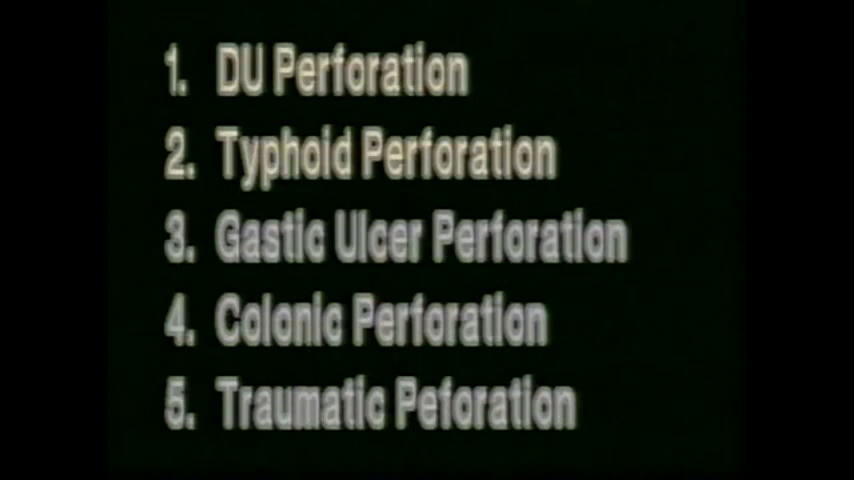 1. DU Perforation
2. Typhoid Perforation
3. Gastic Ulcer Perforation
4. Colonic Perforation
5. Traumatic Peforation